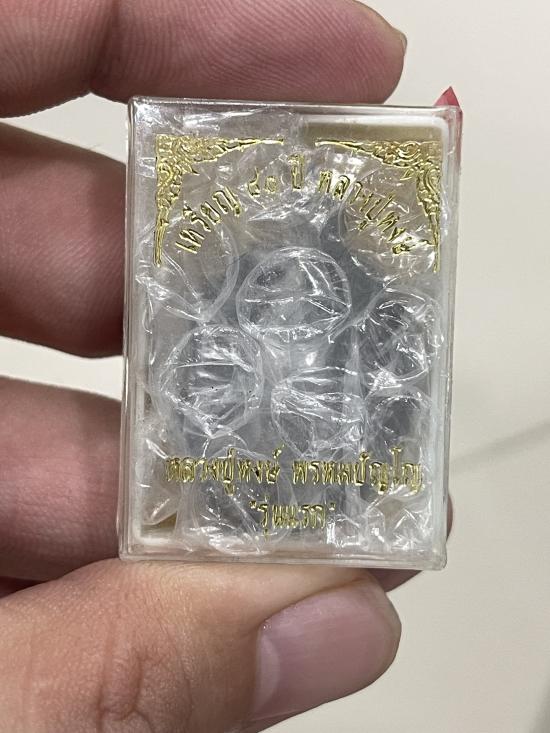 เหรียญ ๘๓ ปี หลวงปู่หงษ์
หลวงปู่หงษ์ พรหมปัญโญ
"รุ่นแรก"